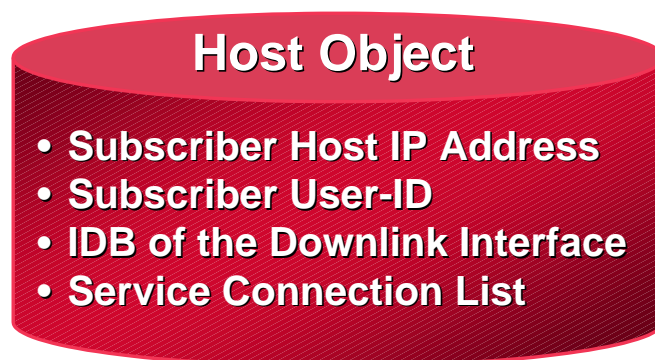 Host Object
• Subscriber Host IP Address
• Subscriber User-ID
• IDB of the Downlink Interface
• Service Connection List